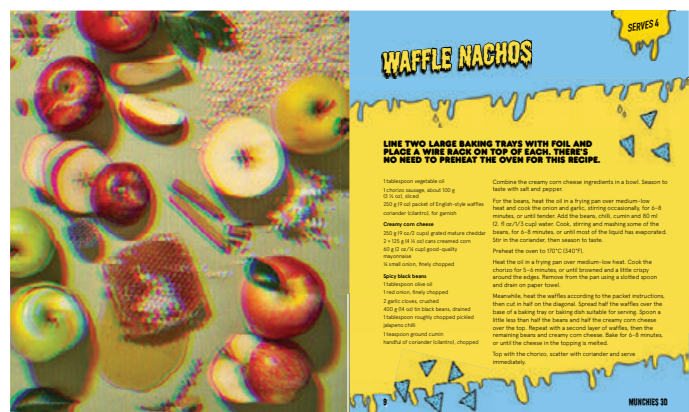 SERVES 4
WAFFLE NACHOS
LINE TWO LARGE BAKING TRAYS WITH FOIL AND
PLACE A WIRE RACK ON TOP OF EACH. THERE'S
NO NEED TO PREHEAT THE OVEN FOR THIS RECIPE.
1 tablespoon vegetable oil
1 chorizo sausage, about 100 g
(3 ½ oz), sliced
250 g (9 oz) packet of English-style waffles
coriander (cilantro), for garnish
Creamy corn cheese
250 g (9 oz/2 cups) grated mature cheddar
2 × 125 g (4 ½ oz) cans creamed corn
60 g (2 oz/¼ cup) good-quality
mayonnaise
¼ small onion, finely chopped
Spicy black beans
1 tablespoon olive oil
1 red onion, finely chopped
2 garlic cloves, crushed
400 g (14 oz) tin black beans, drained
1 tablespoon roughly chopped pickled
jalapeno chilli
1 teaspoon ground cumin
handful of coriander (cilantro), chopped
Combine the creamy corn cheese ingredients in a bowl. Season to
taste with salt and pepper.
For the beans, heat the oil in a frying pan over medium–low
heat and cook the onion and garlic, stirring occasionally, for 6–8
minutes, or until tender. Add the beans, chilli, cumin and 80 ml
(2. fl oz/1/3 cup) water. Cook, stirring and mashing some of the
beans, for 6–8 minutes, or until most of the liquid has evaporated.
Stir in the coriander, then season to taste.
Preheat the oven to 170°C (340°F).
Heat the oil in a frying pan over medium–low heat. Cook the
chorizo for 5–6 minutes, or until browned and a little crispy
around the edges. Remove from the pan using a slotted spoon
and drain on paper towel.
Meanwhile, heat the waffles according to the packet instructions,
then cut in half on the diagonal. Spread half the waffles over the
base of a baking tray or baking dish suitable for serving. Spoon a
little less than half the beans and half the creamy corn cheese
over the top. Repeat with a second layer of waffles, then the
remaining beans and creamy corn cheese. Bake for 6–8 minutes,
or until the cheese in the topping is melted.
Top with the chorizo, scatter with coriander and serve
immediately.
9
MUNCHIES 3D